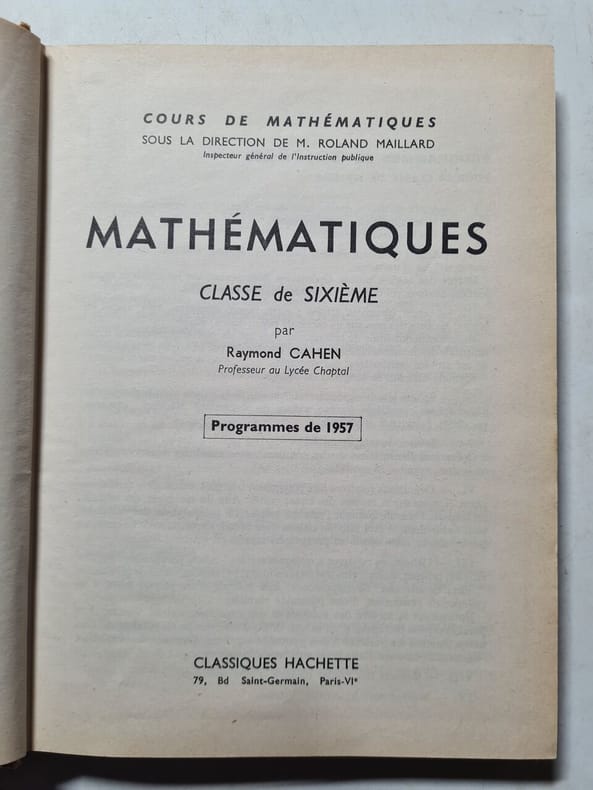 COURS DE MATHÉMATIQUES
SOUS LA DIRECTION DE M. ROLAND MAILLARD
Inspecteur général de l'Instruction publique
MATHÉMATIQUES
CLASSE de SIXIÈME
par
Raymond CAHEN
Professeur au Lycée Chaptal
Programmes de 1957
CLASSIQUES HACHETTE
79, Bd Saint-Germain, Paris-VIᵉ